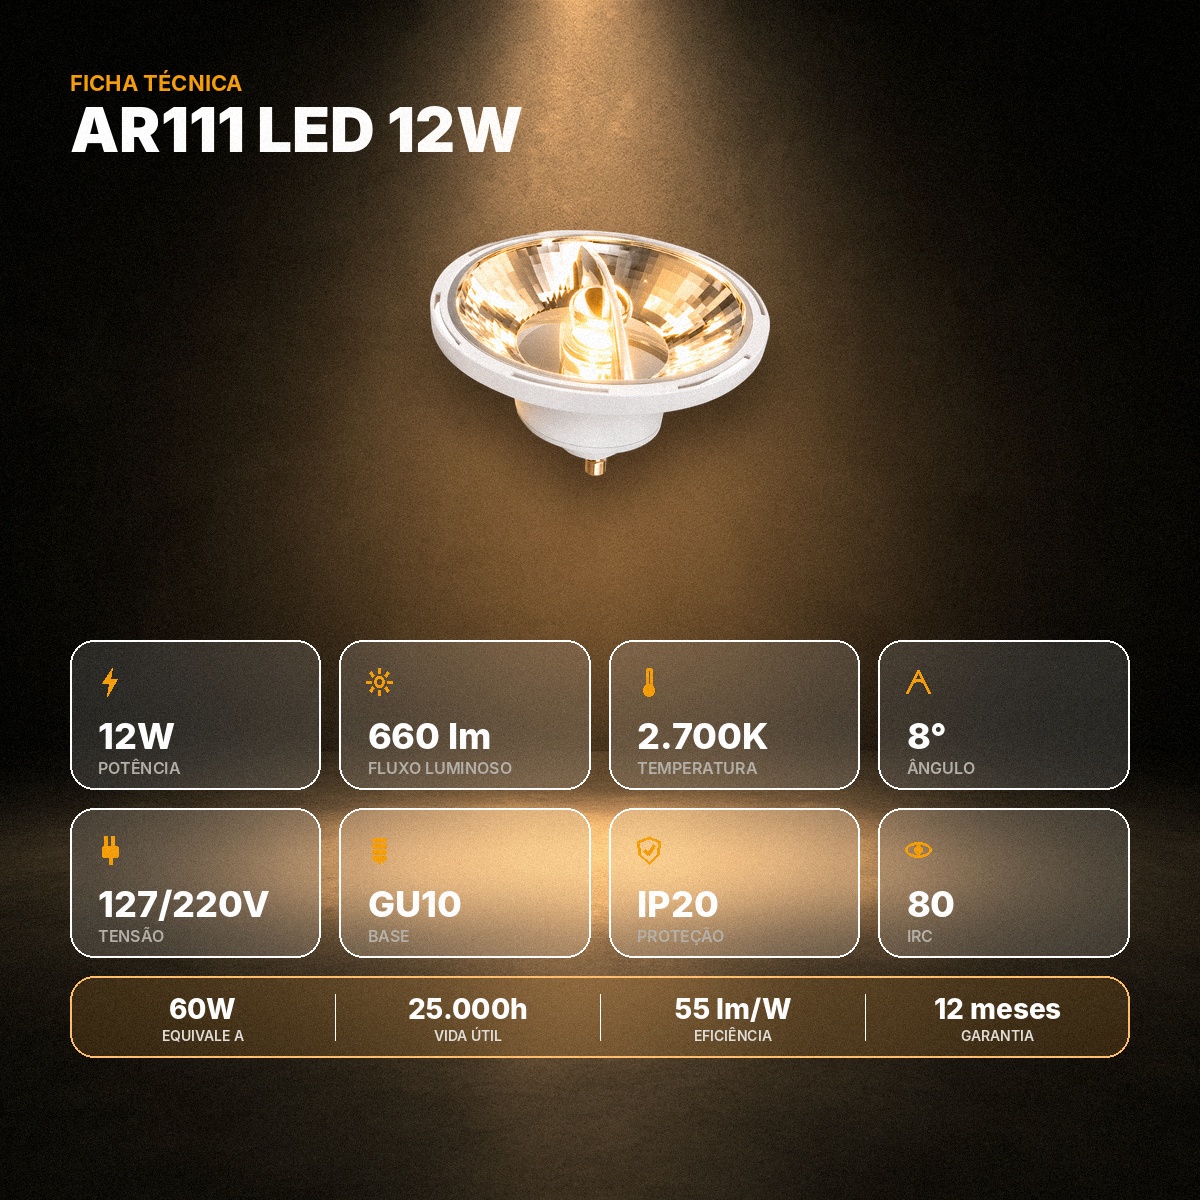 FICHA TÉCNICA
AR111 LED 12W
12W
POTÊNCIA
660 lm
FLUXO LUMINOSO
2.700K
TEMPERATURA
8°
ÂNGULO
127/220V
TENSÃO
GU10
BASE
IP20
PROTEÇÃO
80
IRC
60W
EQUIVALE A
25.000h
VIDA ÚTIL
55 lm/W
EFICIÊNCIA
12 meses
GARANTIA